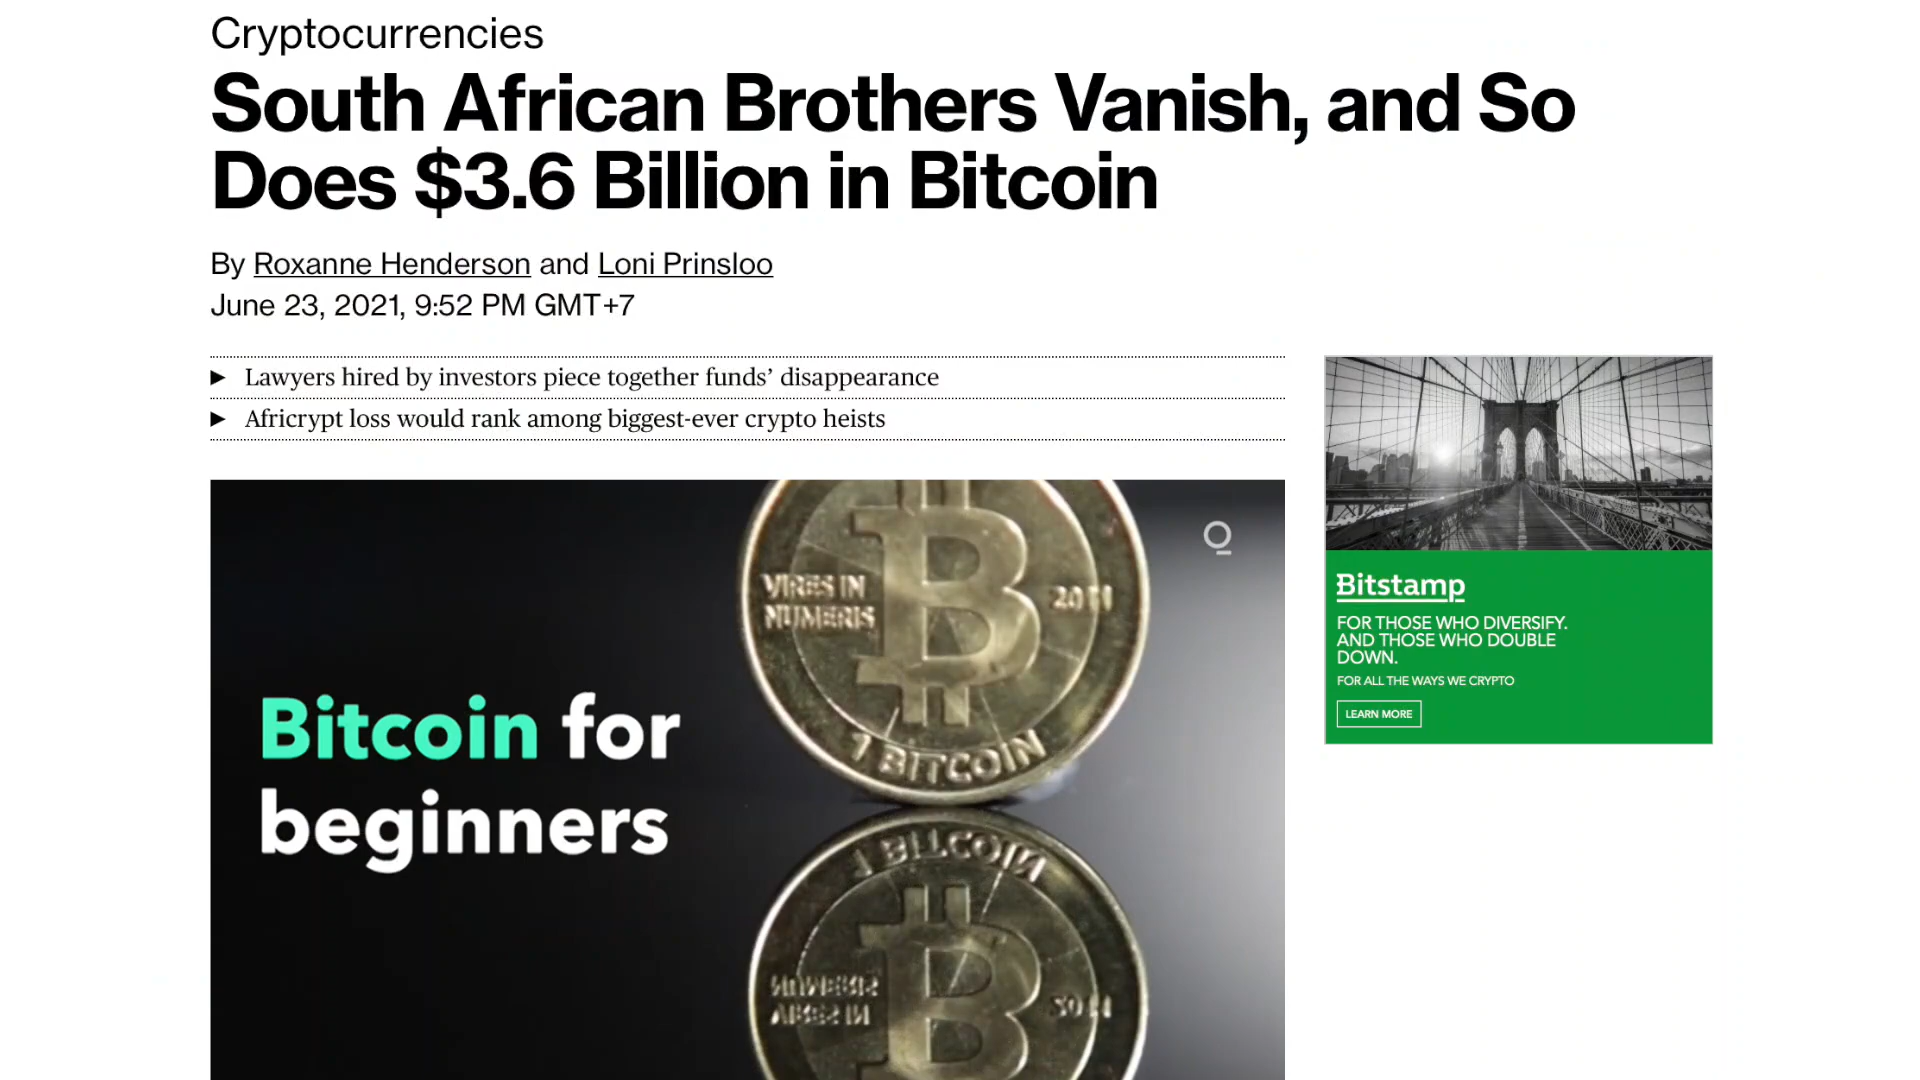 Cryptocurrencies
South African Brothers Vanish, and So
Does $3.6 Billion in Bitcoin
By Roxanne Henderson and Loni Prinsloo
June 23, 2021, 9:52 PM GMT+7
Lawyers hired by investors piece together funds’ disappearance
Africrypt loss would rank among biggest-ever crypto heists
Bitcoin for
beginners
VIRES IN
NUMERIS
2011
1 BITCOIN
Bitstamp
FOR THOSE WHO DIVERSIFY.
AND THOSE WHO DOUBLE
DOWN.
FOR ALL THE WAYS WE CRYPTO
LEARN MORE